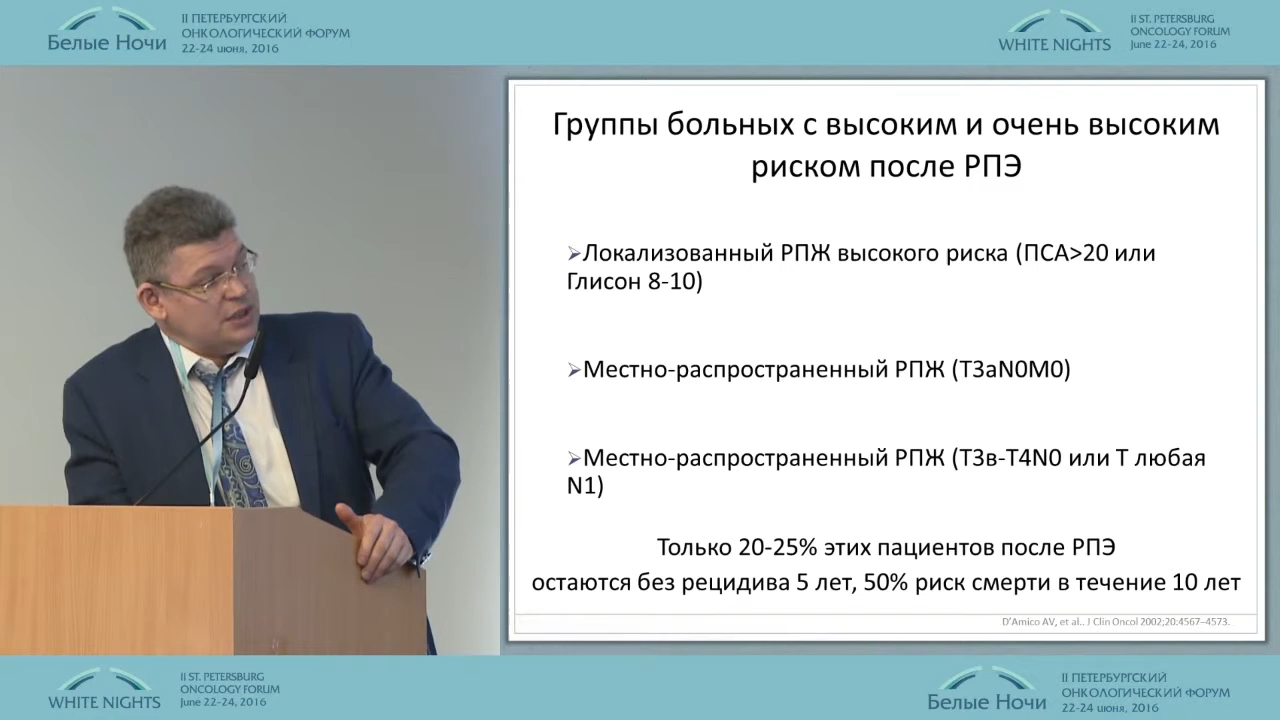 Белые Ночи
II ПЕТЕРБУРГСКИЙ
ОНКОЛОГИЧЕСКИЙ ФОРУМ
22-24 июня, 2016
WHITE NIGHTS
II ST. PETERSBURG
ONCOLOGY FORUM
June 22-24, 2016
Группы больных с высоким и очень высоким
риском после РПЭ
Локализованный РПЖ высокого риска (ПСА>20 или
Глисон 8-10)
Местно-распространенный РПЖ (T3aN0M0)
Местно-распространенный РПЖ (Т3в-Т4N0 или Т любая
N1)
Только 20-25% этих пациентов после РПЭ
остаются без рецидива 5 лет, 50% риск смерти в течение 10 лет
D'Amico AV, et al.. J Clin Oncol 2002;20:4567–4573.
WHITE NIGHTS
II ST. PETERSBURG
ONCOLOGY FORUM
June 22-24, 2016
Белые Ночи
II ПЕТЕРБУРГСКИЙ
ОНКОЛОГИЧЕСКИЙ ФОРУМ
22-24 июня, 2016